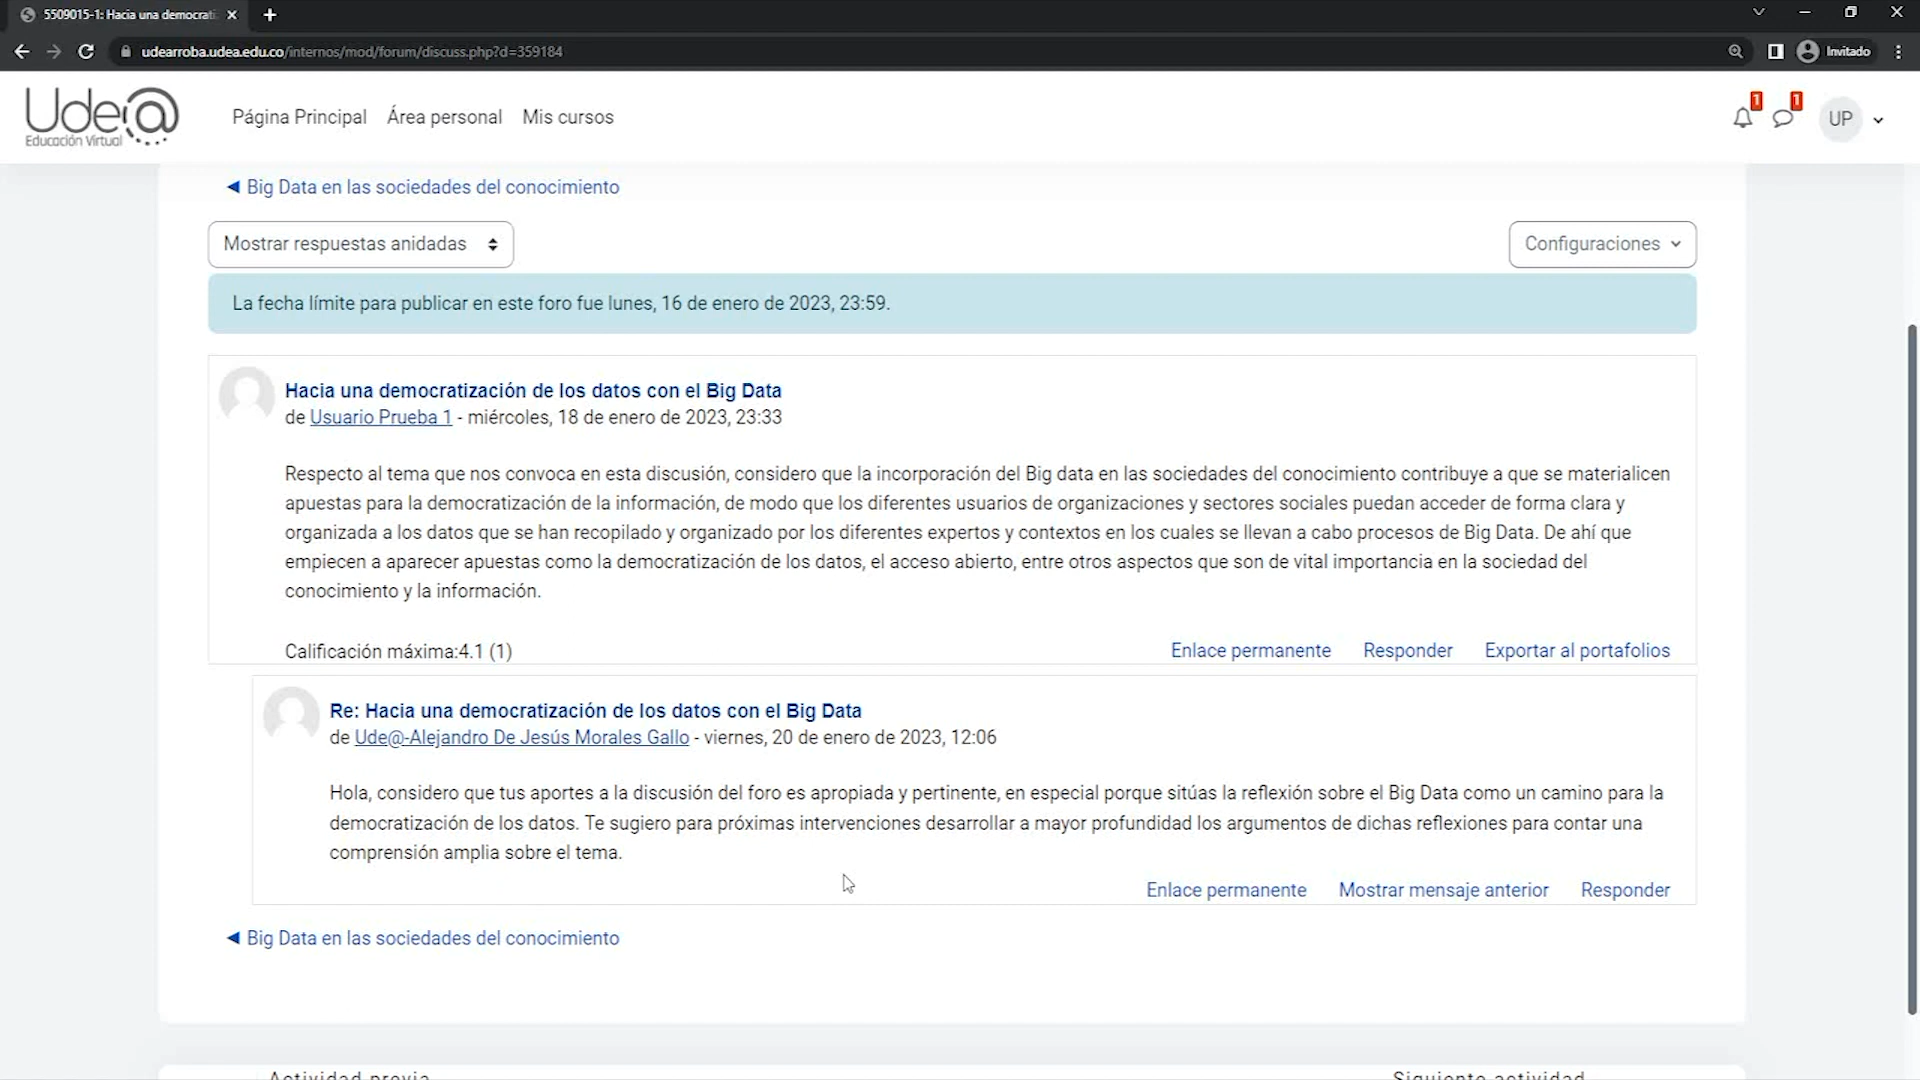 5509015-1: Hacia una democrati
udearroba.udea.edu.co/internos/mod/forum/discuss.php?d=359184
Invitado
Ude@
Educación Virtual
Página Principal Área personal Mis cursos
1 1 UP
◄ Big Data en las sociedades del conocimiento
Mostrar respuestas anidadas
Configuraciones
La fecha límite para publicar en este foro fue lunes, 16 de enero de 2023, 23:59.
Hacia una democratización de los datos con el Big Data
de Usuario Prueba 1 - miércoles, 18 de enero de 2023, 23:33
Respecto al tema que nos convoca en esta discusión, considero que la incorporación del Big data en las sociedades del conocimiento contribuye a que se materialicen
apuestas para la democratización de la información, de modo que los diferentes usuarios de organizaciones y sectores sociales puedan acceder de forma clara y
organizada a los datos que se han recopilado y organizado por los diferentes expertos y contextos en los cuales se llevan a cabo procesos de Big Data. De ahí que
empiecen a aparecer apuestas como la democratización de los datos, el acceso abierto, entre otros aspectos que son de vital importancia en la sociedad del
conocimiento y la información.
Calificación máxima:4.1 (1)
Enlace permanente Responder Exportar al portafolios
Re: Hacia una democratización de los datos con el Big Data
de Ude@-Alejandro De Jesús Morales Gallo - viernes, 20 de enero de 2023, 12:06
Hola, considero que tus aportes a la discusión del foro es apropiada y pertinente, en especial porque sitúas la reflexión sobre el Big Data como un camino para la
democratización de los datos. Te sugiero para próximas intervenciones desarrollar a mayor profundidad los argumentos de dichas reflexiones para contar una
comprensión amplia sobre el tema.
Enlace permanente Mostrar mensaje anterior Responder
◄ Big Data en las sociedades del conocimiento
Actividad previa
Siguiente actividad